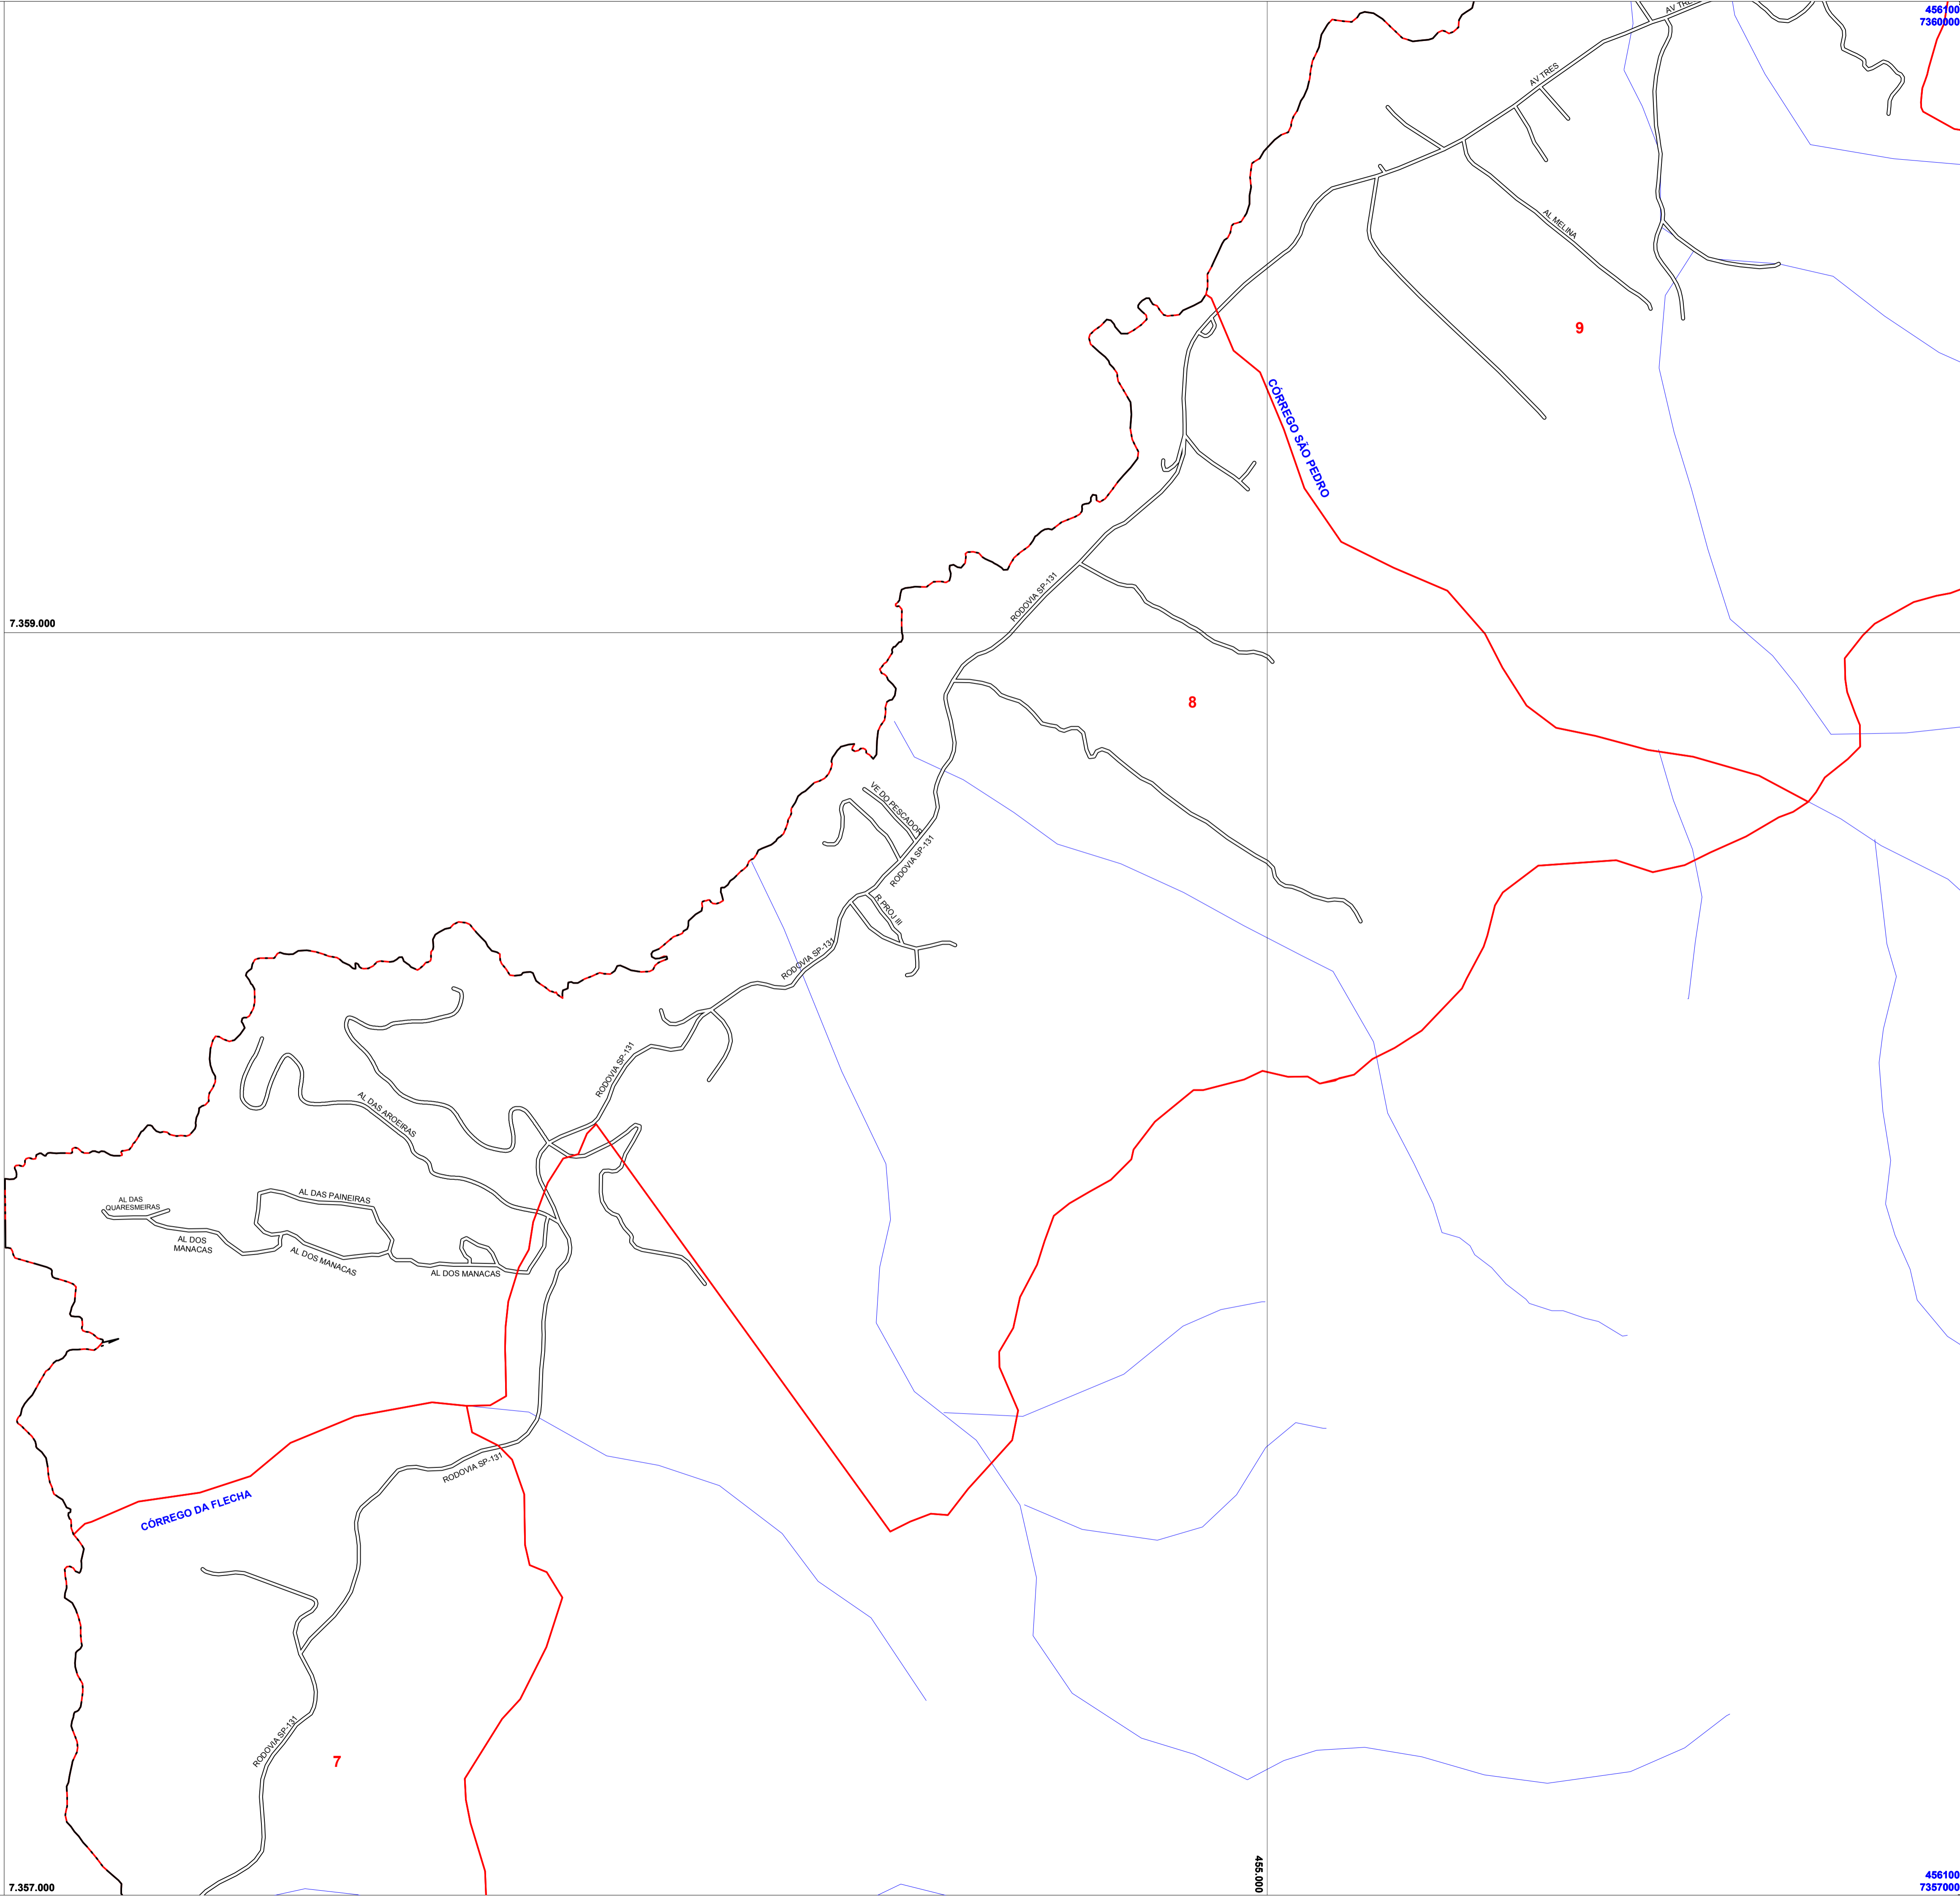 AV TRES
456100
7360000
AV TRES
AL MELINA
9
CÓRREGO SÃO PEDRO
RODOVIA SP-131
7.359.000
8
VE DO PESCADOR
RODOVIA SP-131
R PROJ III
RODOVIA SP-131
RODOVIA SP-131
AL DAS AROEIRAS
AL DAS PAINEIRAS
AL DAS
QUARESMEIRAS
AL DOS
MANACAS
AL DOS MANACAS
AL DOS MANACAS
RODOVIA SP-131
CÓRREGO DA FLECHA
RODOVIA SP-131
7
7.357.000
455.000
456100
7357000